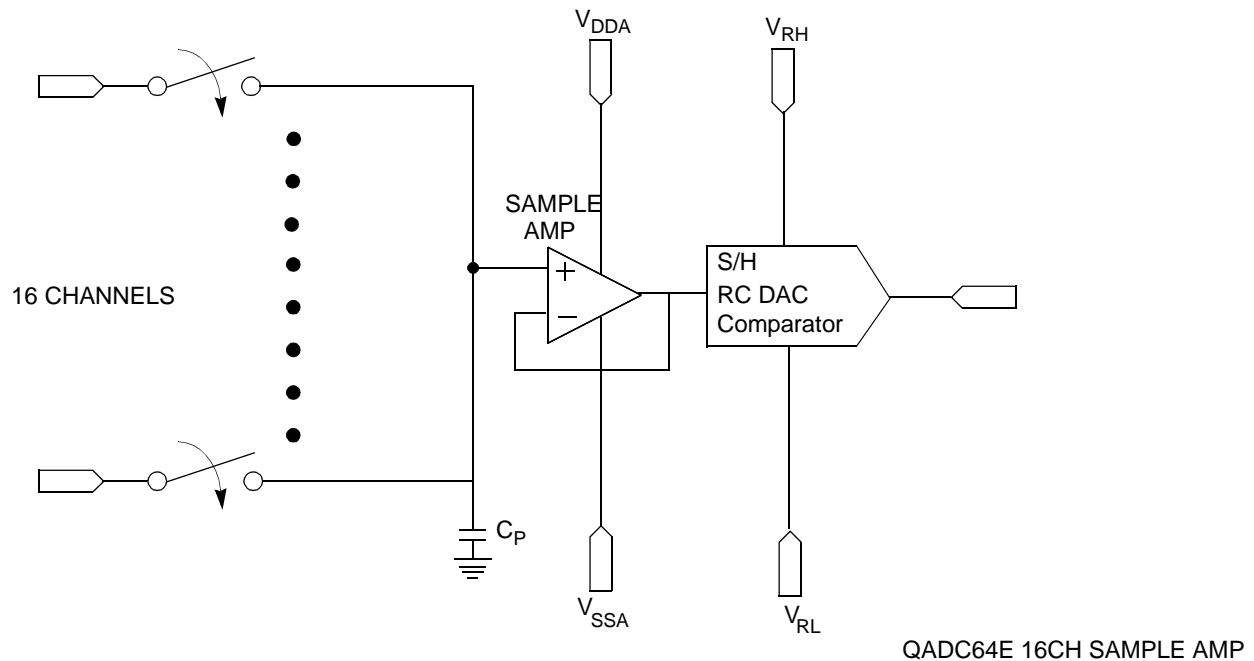 V_DDA
V_RH
SAMPLE
AMP
+
−
S/H
RC DAC
Comparator
16 CHANNELS
C_P
V_SSA
V_RL
QADC64E 16CH SAMPLE AMP